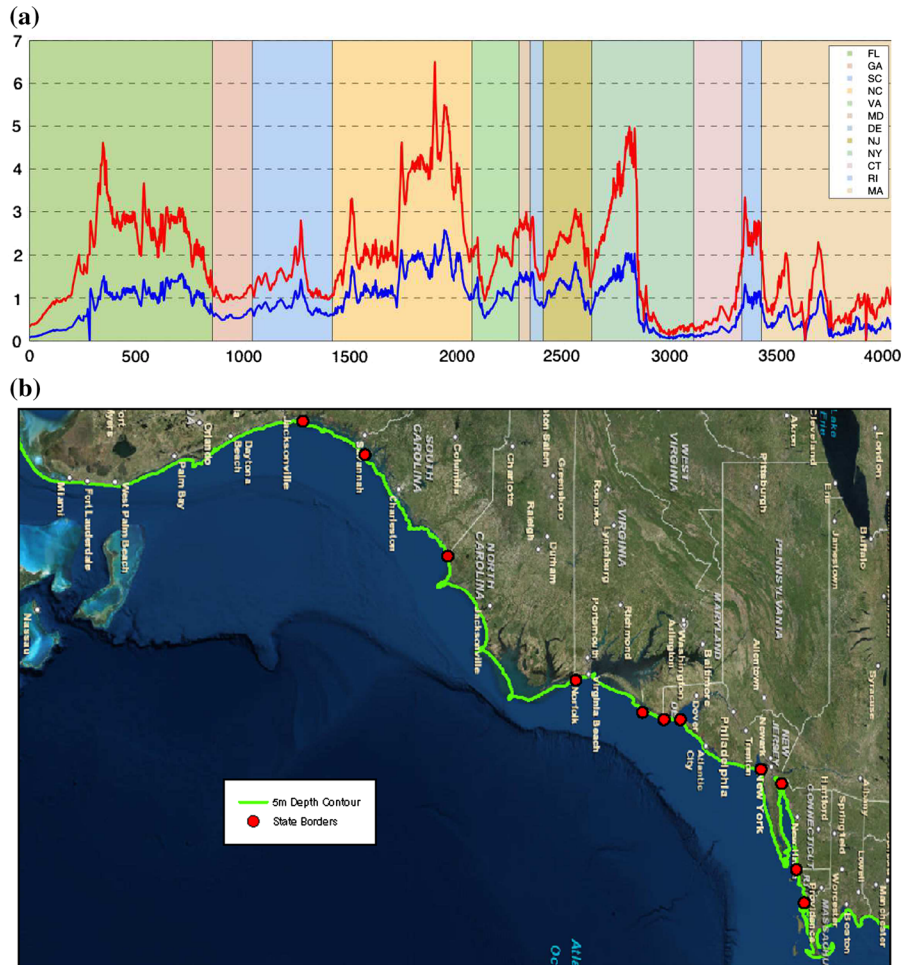 (a)
7
6
5
4
3
2
1
0
FL
GA
SC
NC
VA
MD
DE
NJ
NY
CT
RI
MA
0
500
1000
1500
2000
2500
3000
3500
4000
(b)
Miami
Fort Lauderdale
West Palm Beach
Palm Bay
Orlando
Daytona Beach
Jacksonville
Savannah
Charleston
SOUTH CAROLINA
Columbia
Charlotte
Greensboro
Raleigh
Durham
NORTH CAROLINA
Jacksonville
Roanoke
Lynchburg
VIRGINIA
WEST VIRGINIA
Portsmouth
Norfolk
Virginia Beach
Richmond
Arlington
Washington
MARYLAND
Baltimore
Dover
Philadelphia
Atlantic City
Pittsburgh
PENNSYLVANIA
Allentown
Trenton
Newark
NEW JERSEY
New York
Akron
Cleveland
Lake Erie
Erie
Jamestown
London
Buffalo
Syracuse
Albany
Hartford
CONNECTICUT
Springfield
Worcester
Providence
Lowell
Boston
Manchester
Nassau
5m Depth Contour
State Borders